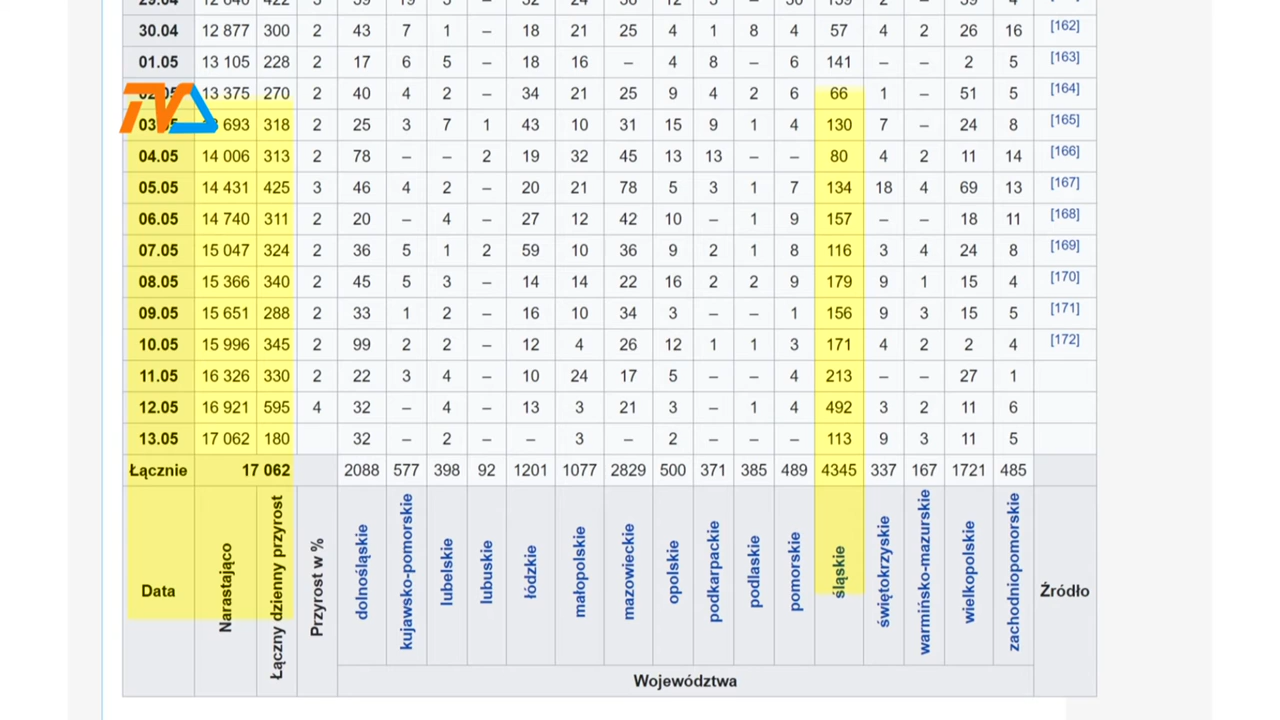 30.04 12 877 300 2 43 7 1 – 18 21 25 4 1 8 4 57 4 2 26 16 [162]
01.05 13 105 228 2 17 6 5 – 18 16 – 4 8 – 6 141 – – 2 5 [163]
13 375 270 2 40 4 2 – 34 21 25 9 4 2 6 66 1 – 51 5 [164]
TVA
693 318 2 25 3 7 1 43 10 31 15 9 1 4 130 7 – 24 8 [165]
04.05 14 006 313 2 78 – – 2 19 32 45 13 13 – – 80 4 2 11 14 [166]
05.05 14 431 425 3 46 4 2 – 20 21 78 5 3 1 7 134 18 4 69 13 [167]
06.05 14 740 311 2 20 – 4 – 27 12 42 10 – 1 9 157 – – 18 11 [168]
07.05 15 047 324 2 36 5 1 2 59 10 36 9 2 1 8 116 3 4 24 8 [169]
08.05 15 366 340 2 45 5 3 – 14 14 22 16 2 2 9 179 9 1 15 4 [170]
09.05 15 651 288 2 33 1 2 – 16 10 34 3 – – 1 156 9 3 15 5 [171]
10.05 15 996 345 2 99 2 2 – 12 4 26 12 1 1 3 171 4 2 2 4 [172]
11.05 16 326 330 2 22 3 4 – 10 24 17 5 – – 4 213 – – 27 1
12.05 16 921 595 4 32 – 4 – 13 3 21 3 – 1 4 492 3 2 11 6
13.05 17 062 180 32 – 2 – – 3 – 2 – – – 113 9 3 11 5
Łącznie 17 062 2088 577 398 92 1201 1077 2829 500 371 385 489 4345 337 167 1721 485
Data
Narastająco
Łączny dzienny przyrost
Przyrost w %
dolnośląskie
kujawsko-pomorskie
lubelskie
lubuskie
łódzkie
małopolskie
mazowieckie
opolskie
podkarpackie
podlaskie
pomorskie
śląskie
świętokrzyskie
warmińsko-mazurskie
wielkopolskie
zachodniopomorskie
Źródło
Województwa